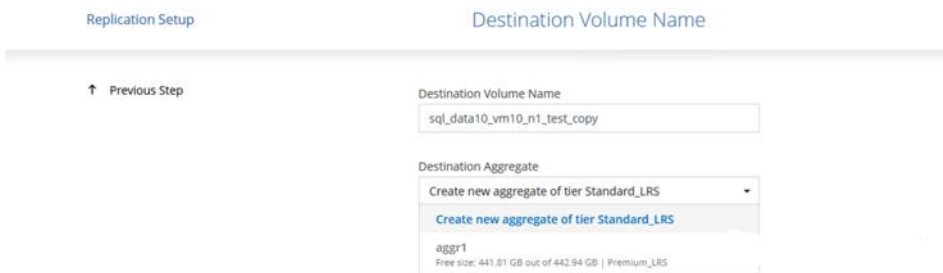 Replication Setup
Destination Volume Name
↑ Previous Step
Destination Volume Name
sql_data10_vm10_n1_test_copy
Destination Aggregate
Create new aggregate of tier Standard_LRS
Create new aggregate of tier Standard_LRS
aggr1
Free size: 441.81 GB out of 442.94 GB | Premium_LRS